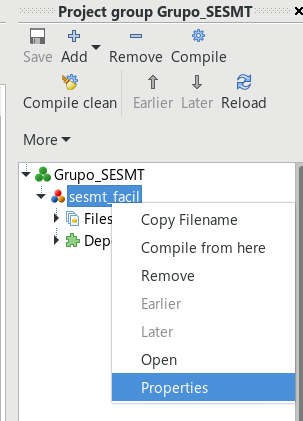 Project group Grupo_SESMT
Save Add Remove Compile
Compile clean Earlier Later Reload
More
Grupo_SESMT
sesmt_facil
Files
Copy Filename
Compile from here
Remove
Earlier
Later
Open
Properties